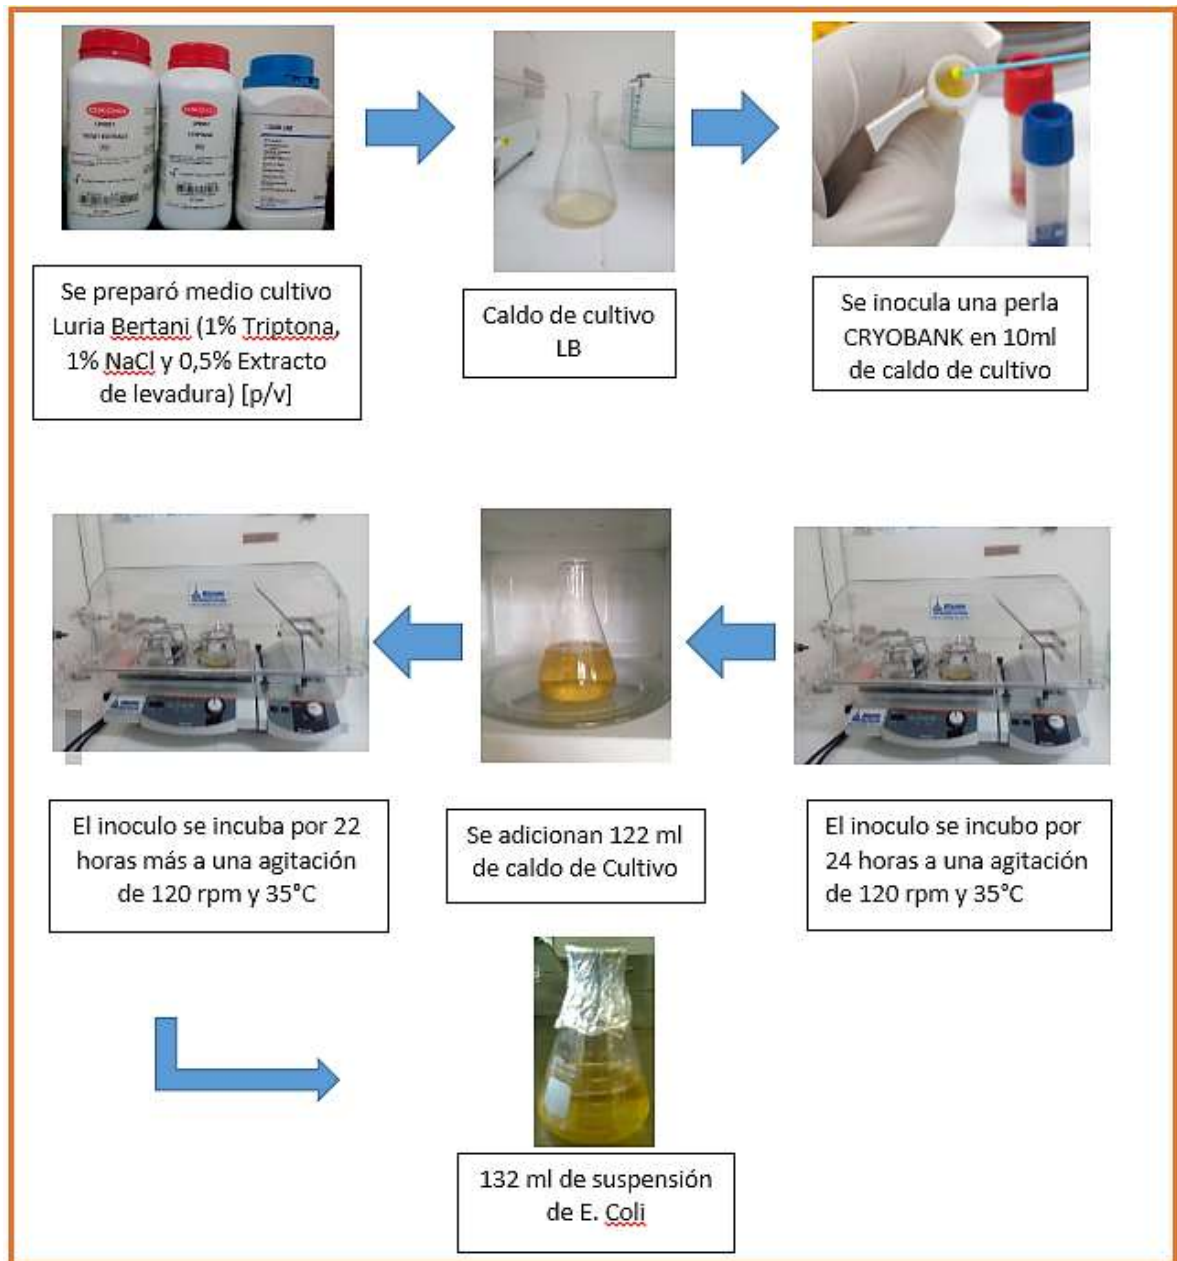 OXOID
OXOID
Se preparó medio cultivo
Luria Bertani (1% Triptona,
1% NaCl y 0,5% Extracto
de levadura) [p/v]
Caldo de cultivo
LB
Se inocula una perla
CRYOBANK en 10ml
de caldo de cultivo
El inoculo se incubo por
24 horas a una agitación
de 120 rpm y 35°C
Se adicionan 122 ml
de caldo de Cultivo
El inoculo se incuba por 22
horas más a una agitación
de 120 rpm y 35°C
132 ml de suspensión
de E. Coli